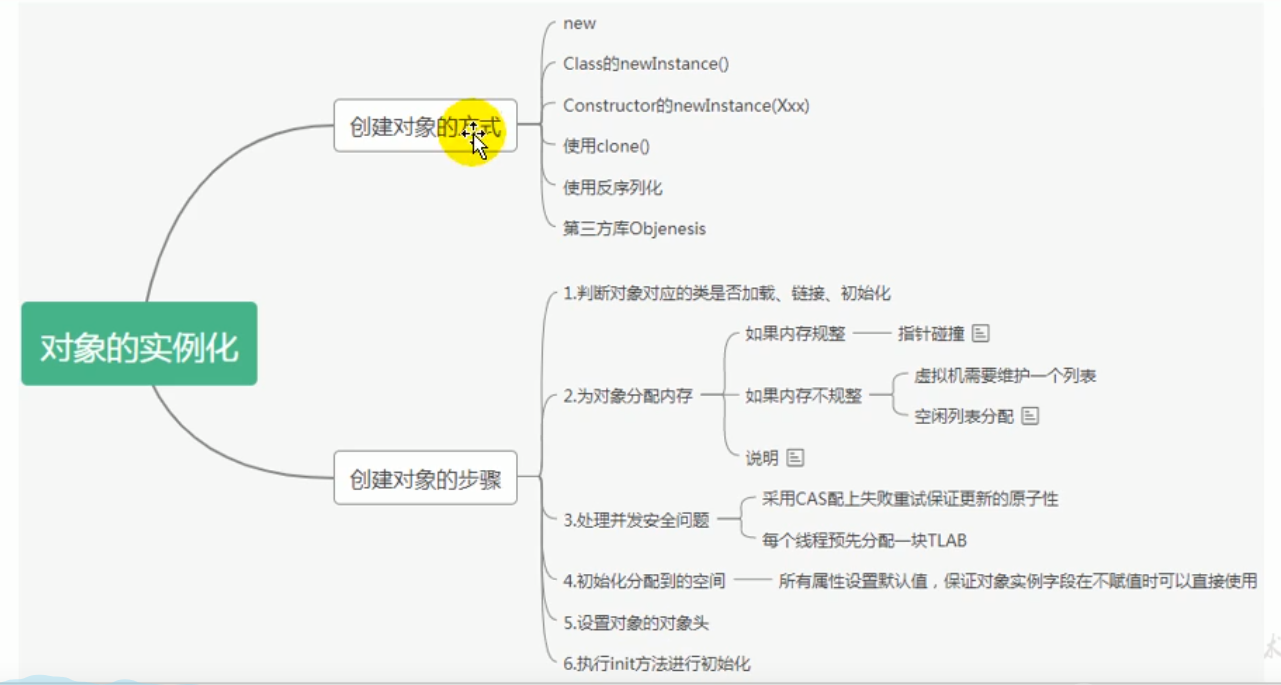 对象的实例化
创建对象的方式
new
Class的newInstance()
Constructor的newInstance(Xxx)
使用clone()
使用反序列化
第三方库Objenesis
创建对象的步骤
1.判断对象对应的类是否加载、链接、初始化
2.为对象分配内存
如果内存规整
指针碰撞
如果内存不规整
虚拟机需要维护一个列表
空闲列表分配
说明
3.处理并发安全问题
采用CAS配上失败重试保证更新的原子性
每个线程预先分配一块TLAB
4.初始化分配到的空间
所有属性设置默认值，保证对象实例字段在不赋值时可以直接使用
5.设置对象的对象头
6.执行init方法进行初始化